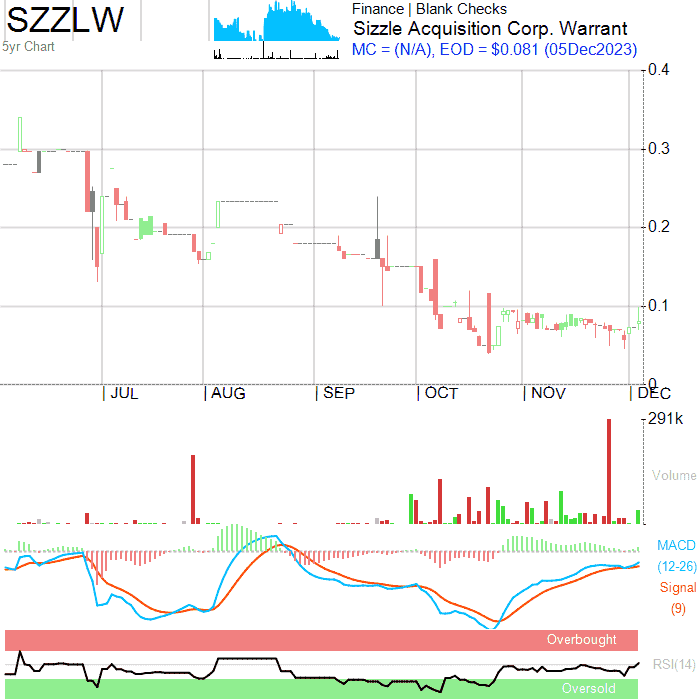 SZZLW
5yr Chart
Finance | Blank Checks
Sizzle Acquisition Corp. Warrant
MC = (N/A), EOD = $0.081 (05Dec2023)
0.4
0.3
0.2
0.1
0
| JUL | AUG | SEP | OCT | NOV | DEC
291k
Volume
MACD
(12-26)
Signal
(9)
Overbought
RSI(14)
Oversold